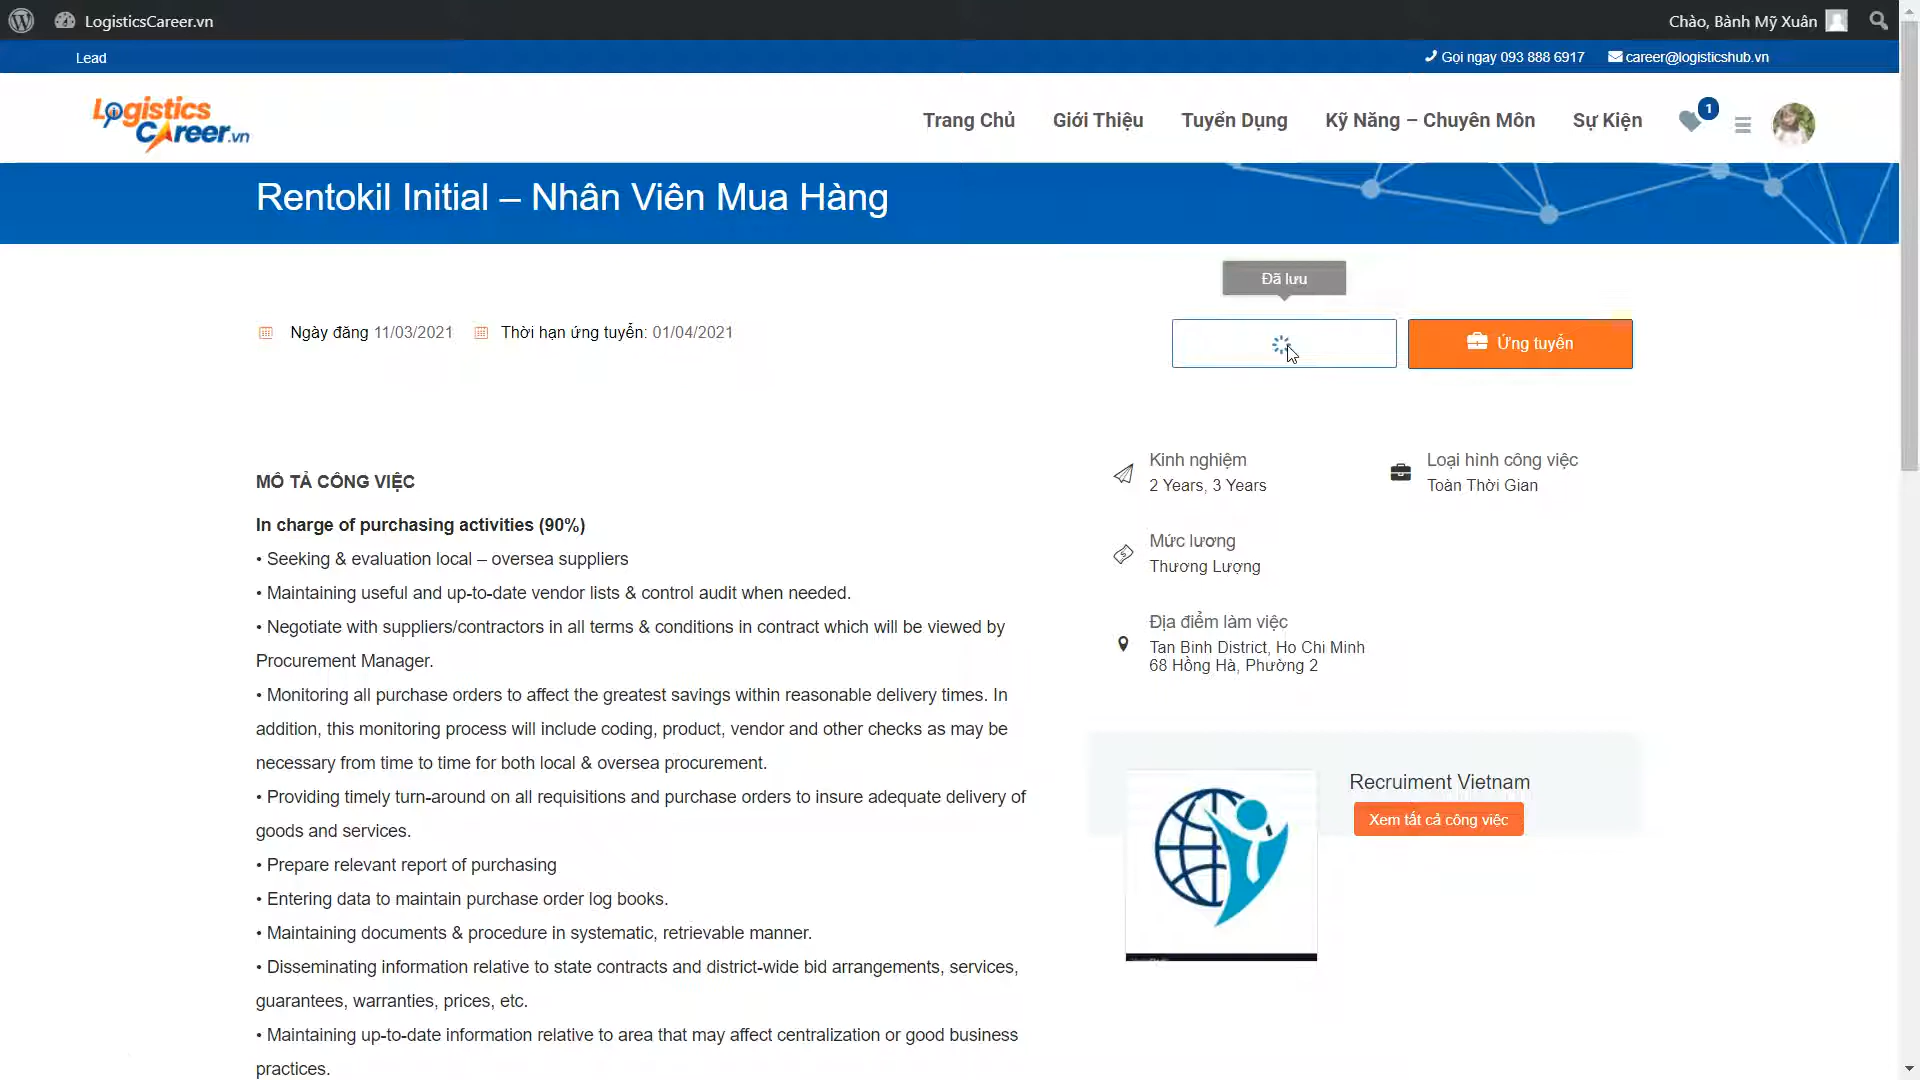 LogisticsCareer.vn
Chào, Bành Mỹ Xuân
Lead
Gọi ngay 093 888 6917
career@logisticshub.vn
Logistics
Career.vn
Trang Chủ
Giới Thiệu
Tuyển Dụng
Kỹ Năng – Chuyên Môn
Sự Kiện
1
Rentokil Initial – Nhân Viên Mua Hàng
Đã lưu
Ngày đăng 11/03/2021
Thời hạn ứng tuyển: 01/04/2021
Ứng tuyển
MÔ TẢ CÔNG VIỆC
In charge of purchasing activities (90%)
• Seeking & evaluation local – oversea suppliers
• Maintaining useful and up-to-date vendor lists & control audit when needed.
• Negotiate with suppliers/contractors in all terms & conditions in contract which will be viewed by
Procurement Manager.
• Monitoring all purchase orders to affect the greatest savings within reasonable delivery times. In
addition, this monitoring process will include coding, product, vendor and other checks as may be
necessary from time to time for both local & oversea procurement.
• Providing timely turn-around on all requisitions and purchase orders to insure adequate delivery of
goods and services.
• Prepare relevant report of purchasing
• Entering data to maintain purchase order log books.
• Maintaining documents & procedure in systematic, retrievable manner.
• Disseminating information relative to state contracts and district-wide bid arrangements, services,
guarantees, warranties, prices, etc.
• Maintaining up-to-date information relative to area that may affect centralization or good business
practices.
Kinh nghiệm
2 Years, 3 Years
Loại hình công việc
Toàn Thời Gian
Mức lương
Thương Lượng
Địa điểm làm việc
Tan Binh District, Ho Chi Minh
68 Hồng Hà, Phường 2
Recruiment Vietnam
Xem tất cả công việc